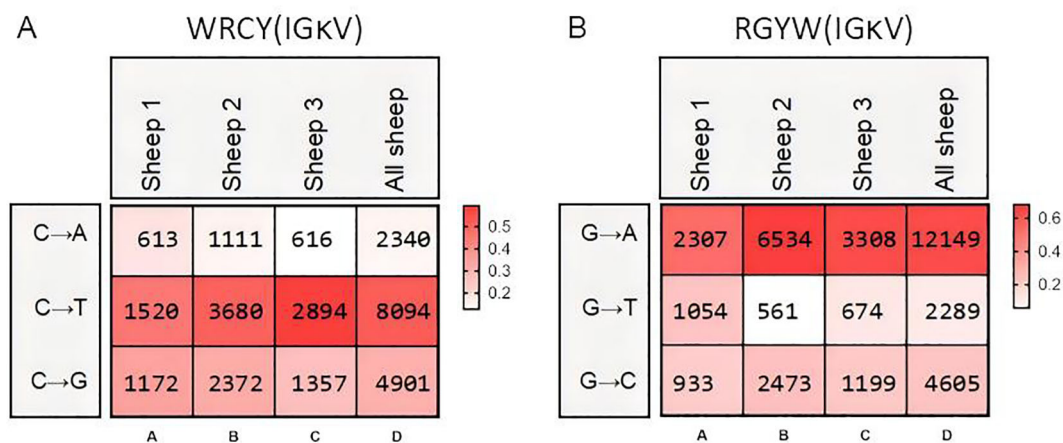 A
WRCY(IGκV)
Sheep 1
Sheep 2
Sheep 3
All sheep
C→A
613
1111
616
2340
C→T
1520
3680
2894
8094
C→G
1172
2372
1357
4901
A
B
C
D
0.5
0.4
0.3
0.2
B
RGYW(IGκV)
Sheep 1
Sheep 2
Sheep 3
All sheep
G→A
2307
6534
3308
12149
G→T
1054
561
674
2289
G→C
933
2473
1199
4605
A
B
C
D
0.6
0.4
0.2